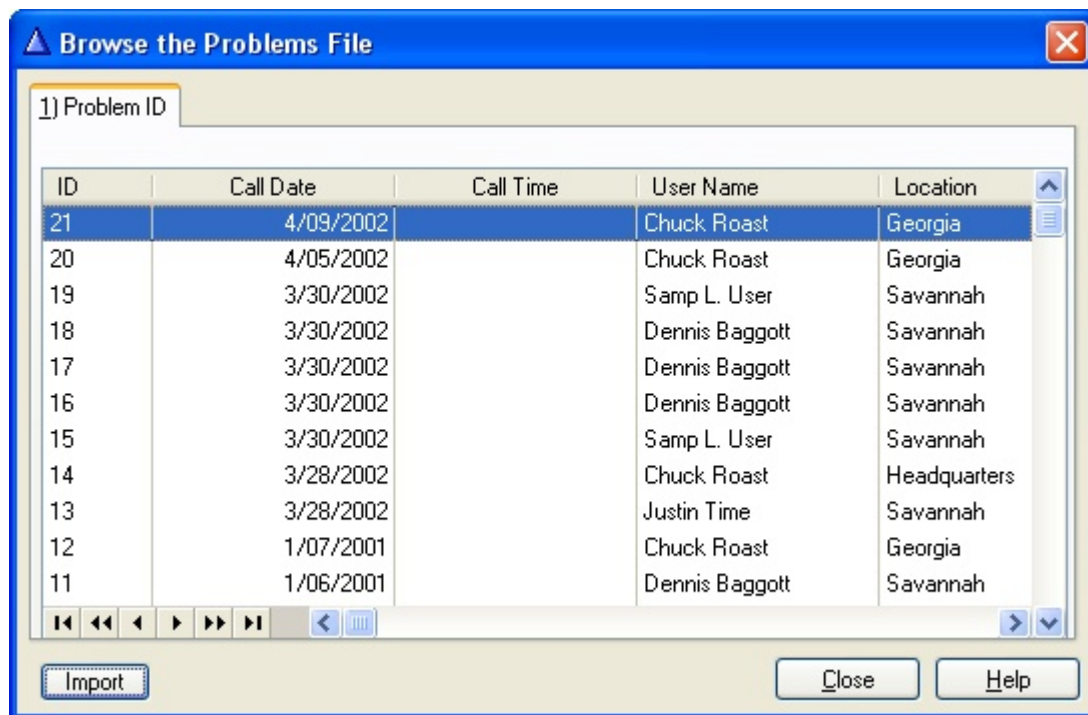 Browse the Problems File
1) Problem ID
ID Call Date Call Time User Name Location
21 4/09/2002 Chuck Roast Georgia
20 4/05/2002 Chuck Roast Georgia
19 3/30/2002 Samp L. User Savannah
18 3/30/2002 Dennis Baggott Savannah
17 3/30/2002 Dennis Baggott Savannah
16 3/30/2002 Dennis Baggott Savannah
15 3/30/2002 Samp L. User Savannah
14 3/28/2002 Chuck Roast Headquarters
13 3/28/2002 Justin Time Savannah
12 1/07/2001 Chuck Roast Georgia
11 1/06/2001 Dennis Baggott Savannah
Import Close Help